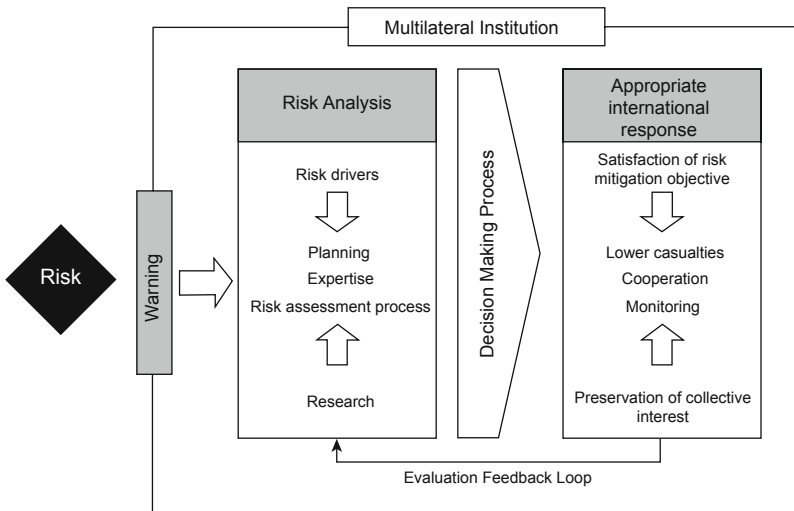 Multilateral Institution
Risk
Warning
Risk Analysis
Risk drivers
Planning
Expertise
Risk assessment process
Research
Decision Making Process
Appropriate
international
response
Satisfaction of risk
mitigation objective
Lower casualties
Cooperation
Monitoring
Preservation of collective
interest
Evaluation Feedback Loop